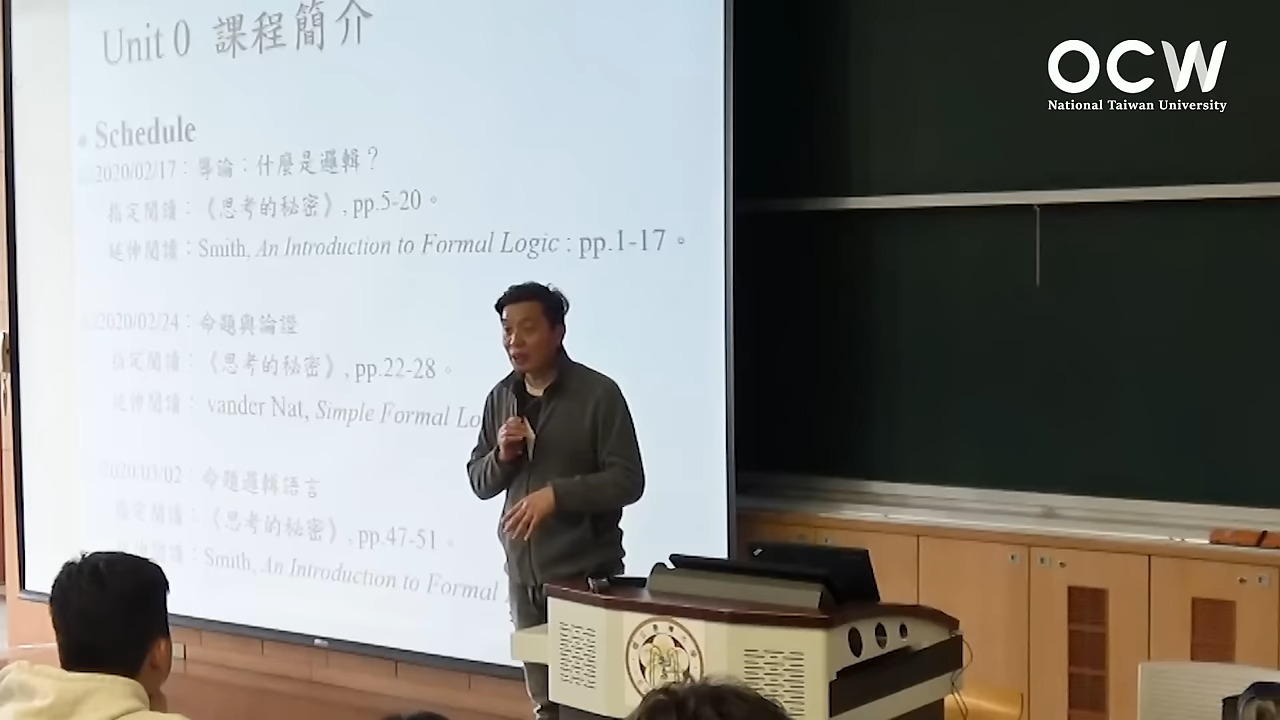 Unit 0 課程簡介
• Schedule
2020/02/17：導論：什麼是邏輯？
指定閱讀：《思考的秘密》, pp.5-20。
延伸閱讀：Smith, An Introduction to Formal Logic : pp.1-17。
2020/02/24：命題與論證
指定閱讀：《思考的秘密》, pp.22-28。
延伸閱讀： vander Nat, Simple Formal Lo
2020/03/02：命題邏輯語言
指定閱讀：《思考的秘密》, pp.47-51。
延伸閱讀：Smith, An Introduction to Formal
OCW
National Taiwan University